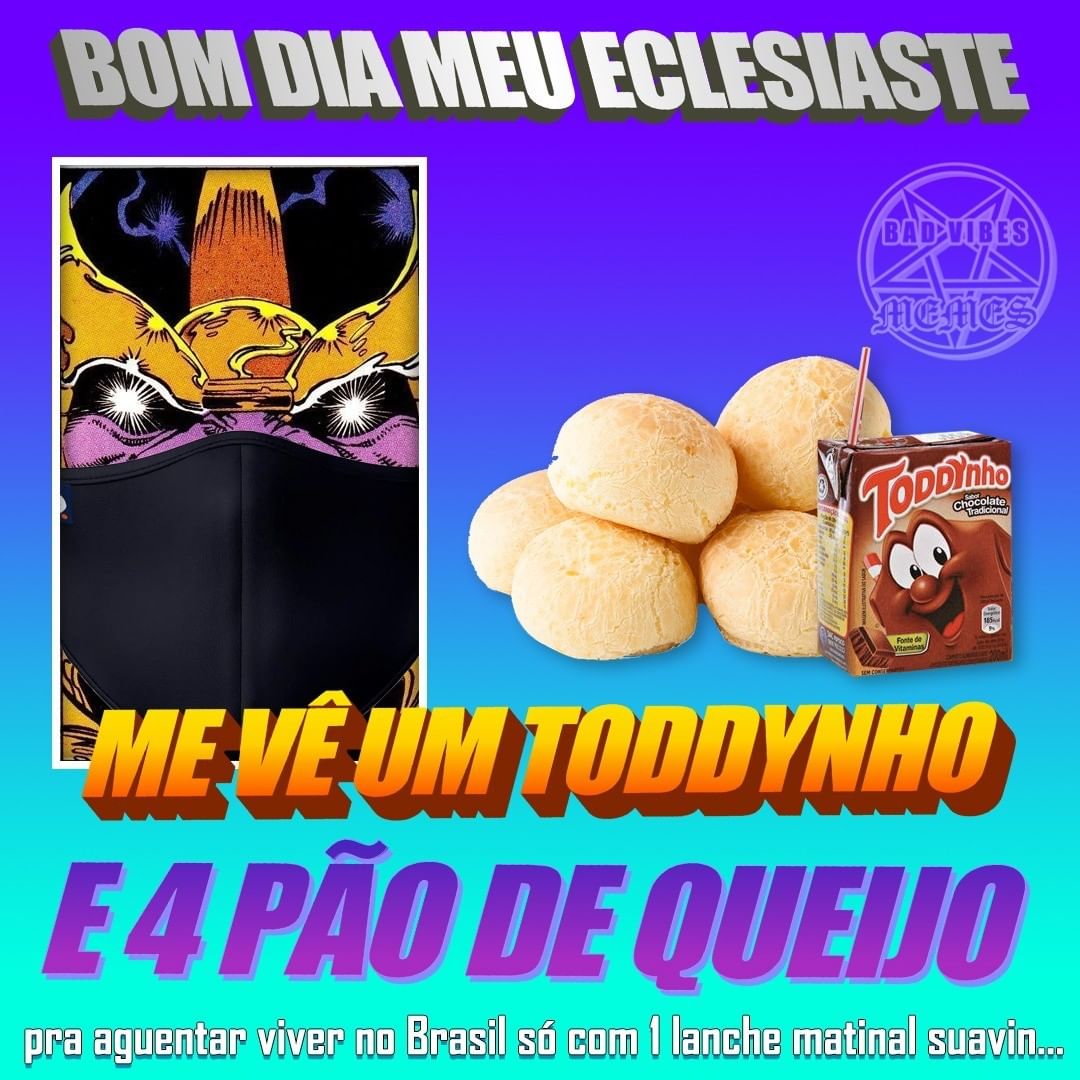 BOM DIA MEU ECLESIASTE
BAD VIBES
MEMES
TODDYnho
Sabor
Chocolate
Tradicional
Fonte de
Vitaminas
185kcal
ME VÊ UM TODDYNHO
E 4 PÃO DE QUEIJO
pra aguentar viver no Brasil só com 1 lanche matinal suavin...